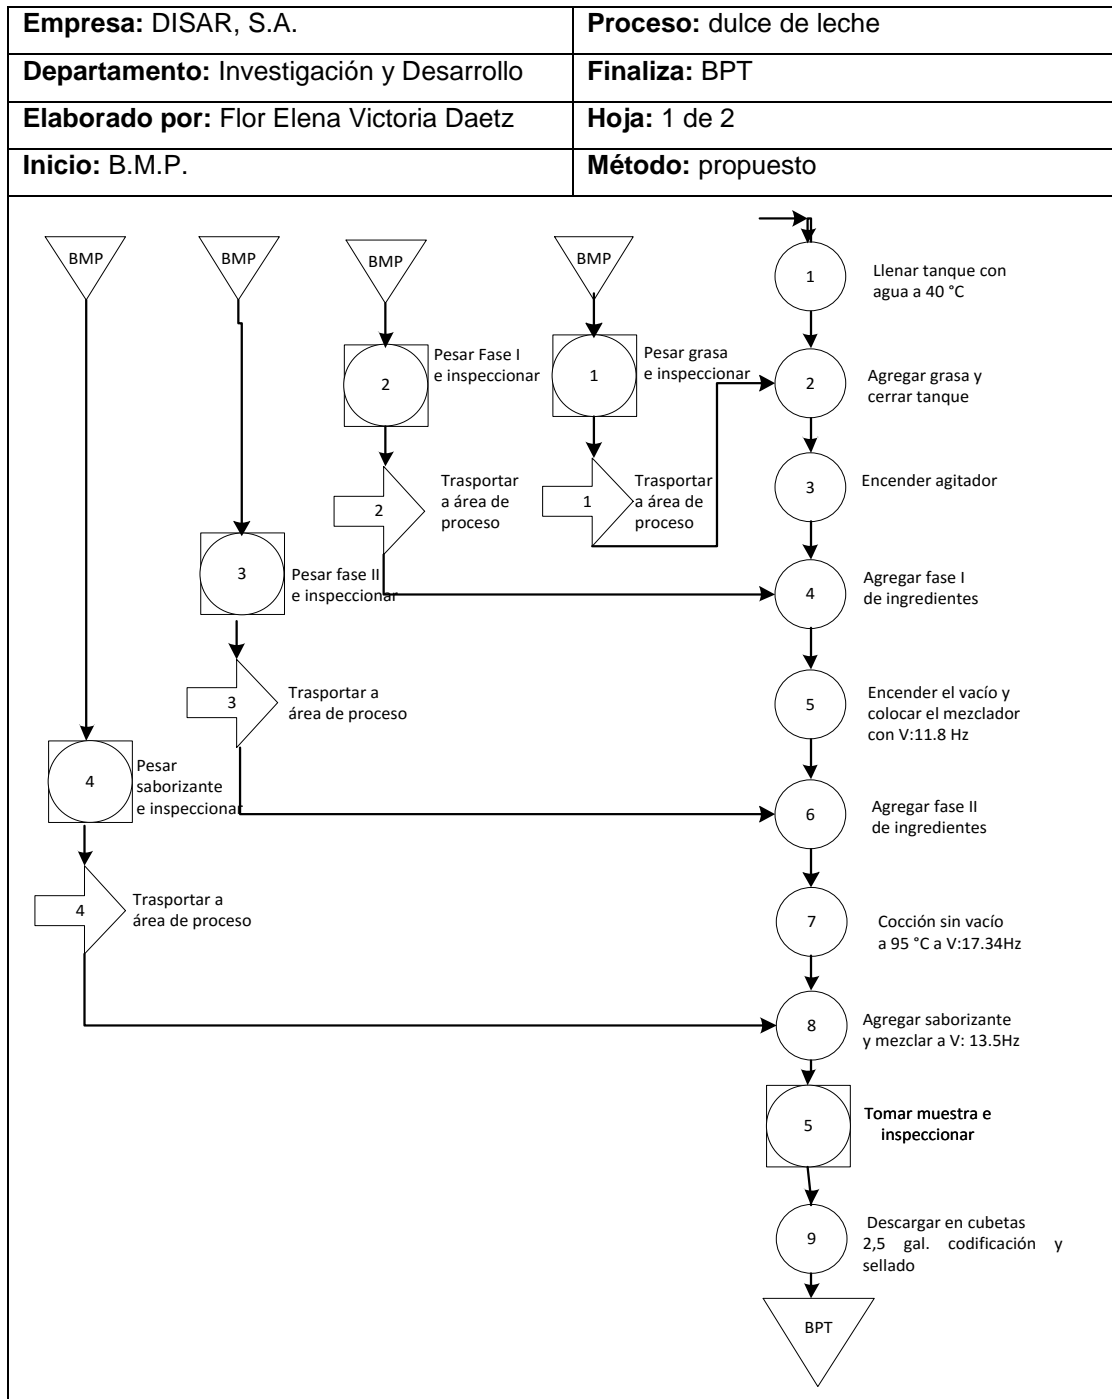 Empresa: DISAR, S.A.
Proceso: dulce de leche
Departamento: Investigación y Desarrollo
Finaliza: BPT
Elaborado por: Flor Elena Victoria Daetz
Hoja: 1 de 2
Inicio: B.M.P.
Método: propuesto
BMP
BMP
BMP
BMP
1
Llenar tanque con
agua a 40 °C
2
Pesar Fase I
e inspeccionar
1
Pesar grasa
e inspeccionar
2
Agregar grasa y
cerrar tanque
2
Trasportar
a área de
proceso
1
Trasportar
a área de
proceso
3
Encender agitador
3
Pesar fase II
e inspeccionar
4
Agregar fase I
de ingredientes
3
Trasportar a
área de proceso
5
Encender el vacío y
colocar el mezclador
con V:11.8 Hz
4
Pesar
saborizante
e inspeccionar
6
Agregar fase II
de ingredientes
4
Trasportar a
área de proceso
7
Cocción sin vacío
a 95 °C a V:17.34Hz
8
Agregar saborizante
y mezclar a V: 13.5Hz
5
Tomar muestra e
inspeccionar
9
Descargar en cubetas
2,5 gal. codificación y
sellado
BPT